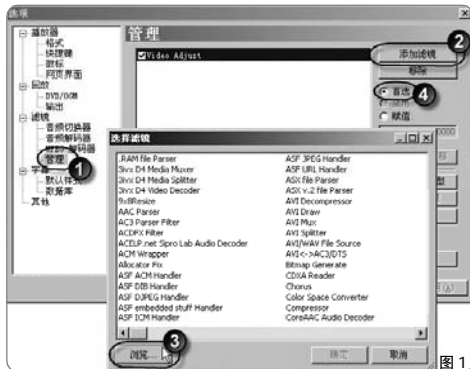 选项
播放器
格式
快捷键
徽标
网页界面
回放
DVD/OGM
输出
滤镜
音频切换器
音频解码器
管理
字幕
默认样式
数据库
其他
管理
Video Adjust
添加滤镜
移除
首选
赋值
1
2
3
4
选择滤镜
.RAM file Parser
3ivx D4 Media Muxer
3ivx D4 Media Splitter
3ivx D4 Video Decoder
9x8Resize
AAC Parser
AC3 Parser Filter
ACDFX Filter
ACELP.net Sipro Lab Audio Decoder
ACM Wrapper
Allocator Fix
ASF ACM Handler
ASF DIB Handler
ASF DJPEG Handler
ASF embedded stuff Handler
ASF ICM Handler
ASF JPEG Handler
ASF URL Handler
ASX file Parser
ASX v.2 file Parser
AVI Decompressor
AVI Draw
AVI Mux
AVI Splitter
AVI/WAV File Source
AVI<->AC3/DTS
Bitmap Generate
CDXA Reader
Chorus
Color Space Converter
Compressor
CoreAAC Audio Decoder
浏览...
确定
取消
图 1